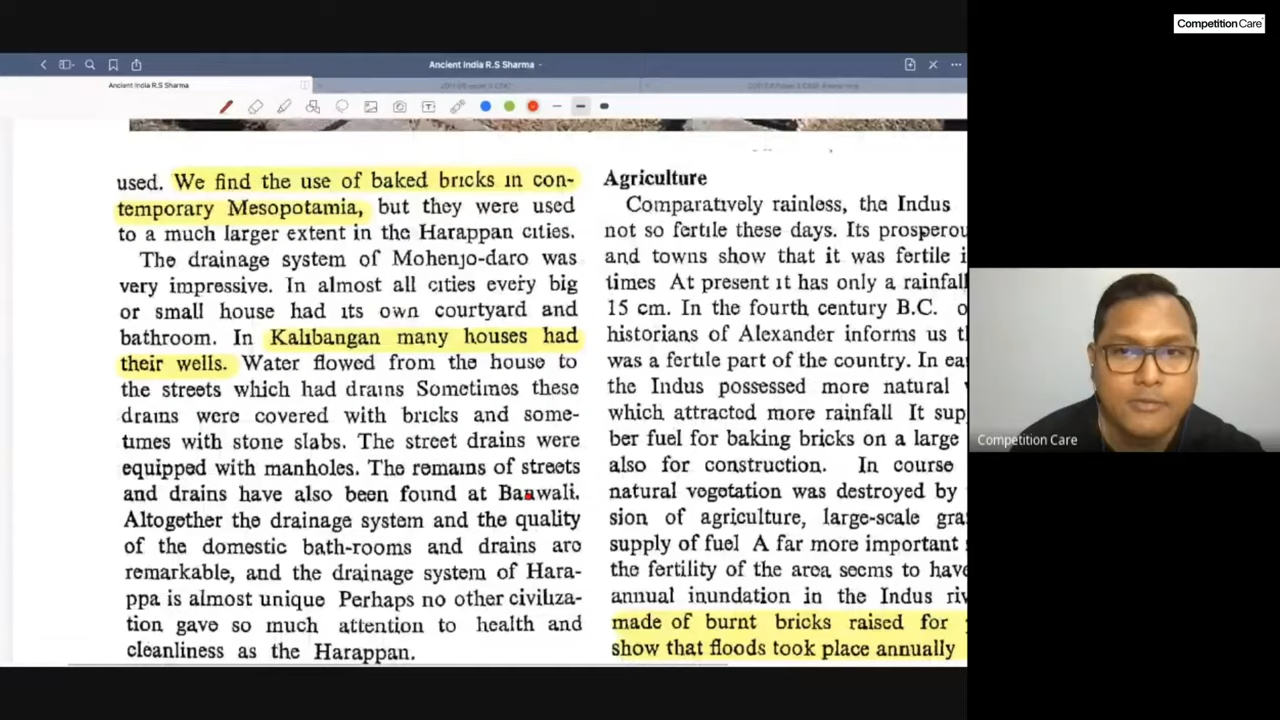 CompetitionCare
Ancient India R.S Sharma
Ancient India R.S Sharma
used. We find the use of baked bricks in con-
temporary Mesopotamia, but they were used
to a much larger extent in the Harappan cities.
The drainage system of Mohenjo-daro was
very impressive. In almost all cities every big
or small house had its own courtyard and
bathroom. In Kalibangan many houses had
their wells. Water flowed from the house to
the streets which had drains Sometimes these
drains were covered with bricks and some-
times with stone slabs. The street drains were
equipped with manholes. The remains of streets
and drains have also been found at Banwali.
Altogether the drainage system and the quality
of the domestic bath-rooms and drains are
remarkable, and the drainage system of Hara-
ppa is almost unique Perhaps no other civiliza-
tion gave so much attention to health and
cleanliness as the Harappan.
Agriculture
Comparatively rainless, the Indus
not so fertile these days. Its prosperou
and towns show that it was fertile i
times At present it has only a rainfall
15 cm. In the fourth century B.C. o
historians of Alexander informs us th
was a fertile part of the country. In ea
the Indus possessed more natural
which attracted more rainfall It sup
ber fuel for baking bricks on a large
also for construction. In course
natural vegetation was destroyed by
sion of agriculture, large-scale gra
supply of fuel A far more important
the fertility of the area seems to have
annual inundation in the Indus riv
made of burnt bricks raised for
show that floods took place annually
Competition Care